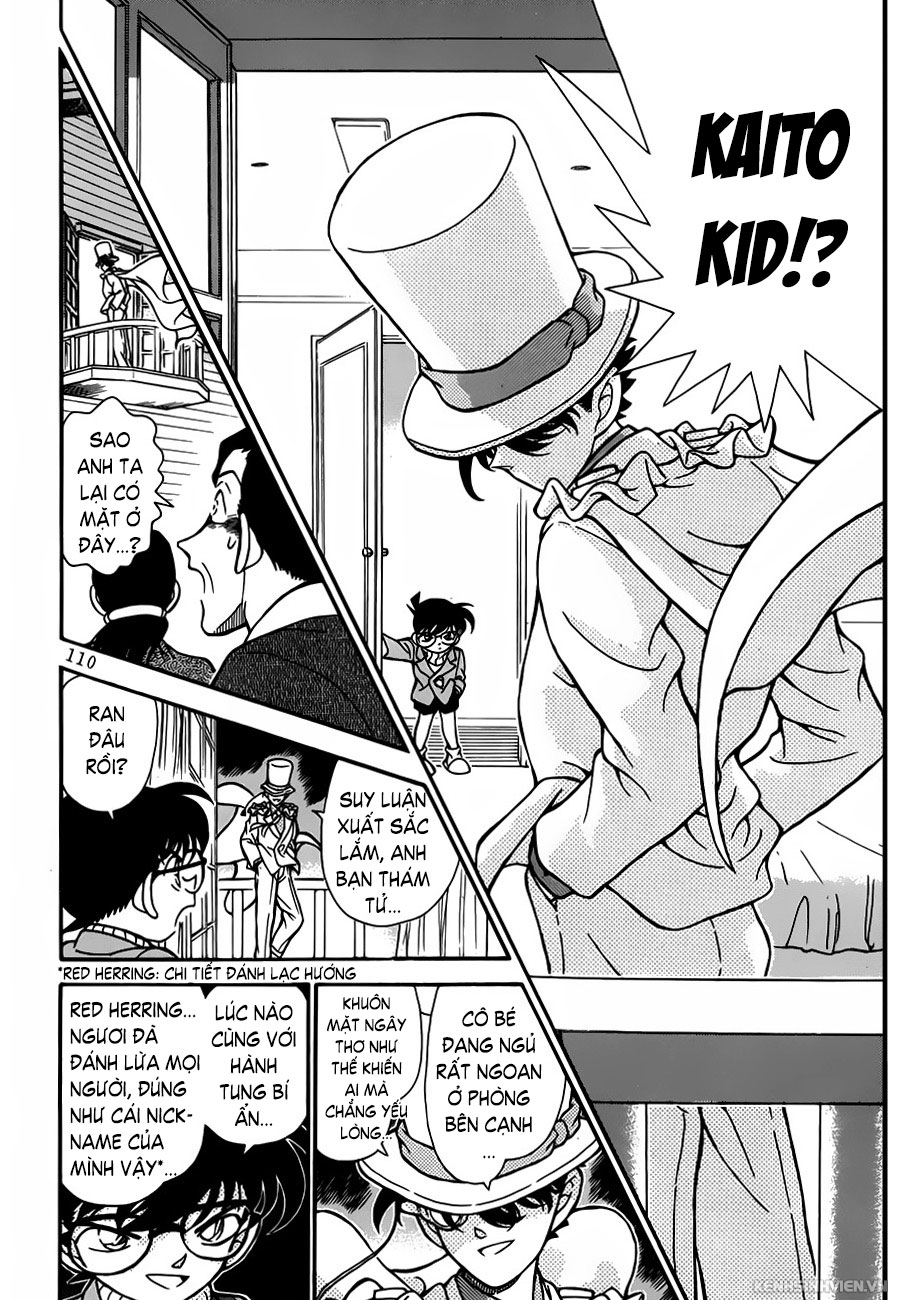 KAITO
KID!?
SAO
ANH TA
LẠI CÓ
MẶT Ở
ĐÂY...?
110
RAN
ĐÂU
RỒI?
SUY LUẬN
XUẤT SẮC
LẮM, ANH
BẠN THÁM
TỬ...
*RED HERRING: CHI TIẾT ĐÁNH LẠC HƯỚNG
CÔ BÉ
ĐANG NGỦ
RẤT NGOAN
Ở PHÒNG
BÊN CẠNH
...
KHUÔN
MẶT NGÂY
THƠ NHƯ
THẾ KHIẾN
AI MÀ
CHẲNG YẾU
LÒNG...
LÚC NÀO
CŨNG VỚI
HÀNH
TUNG BÍ
ẨN...
RED HERRING...
NGƯƠI ĐÃ
ĐÁNH LỪA MỌI
NGƯỜI, ĐÚNG
NHƯ CÁI NICK-
NAME CỦA
MÌNH VẬY*...
KENHSINHVIEN.VN